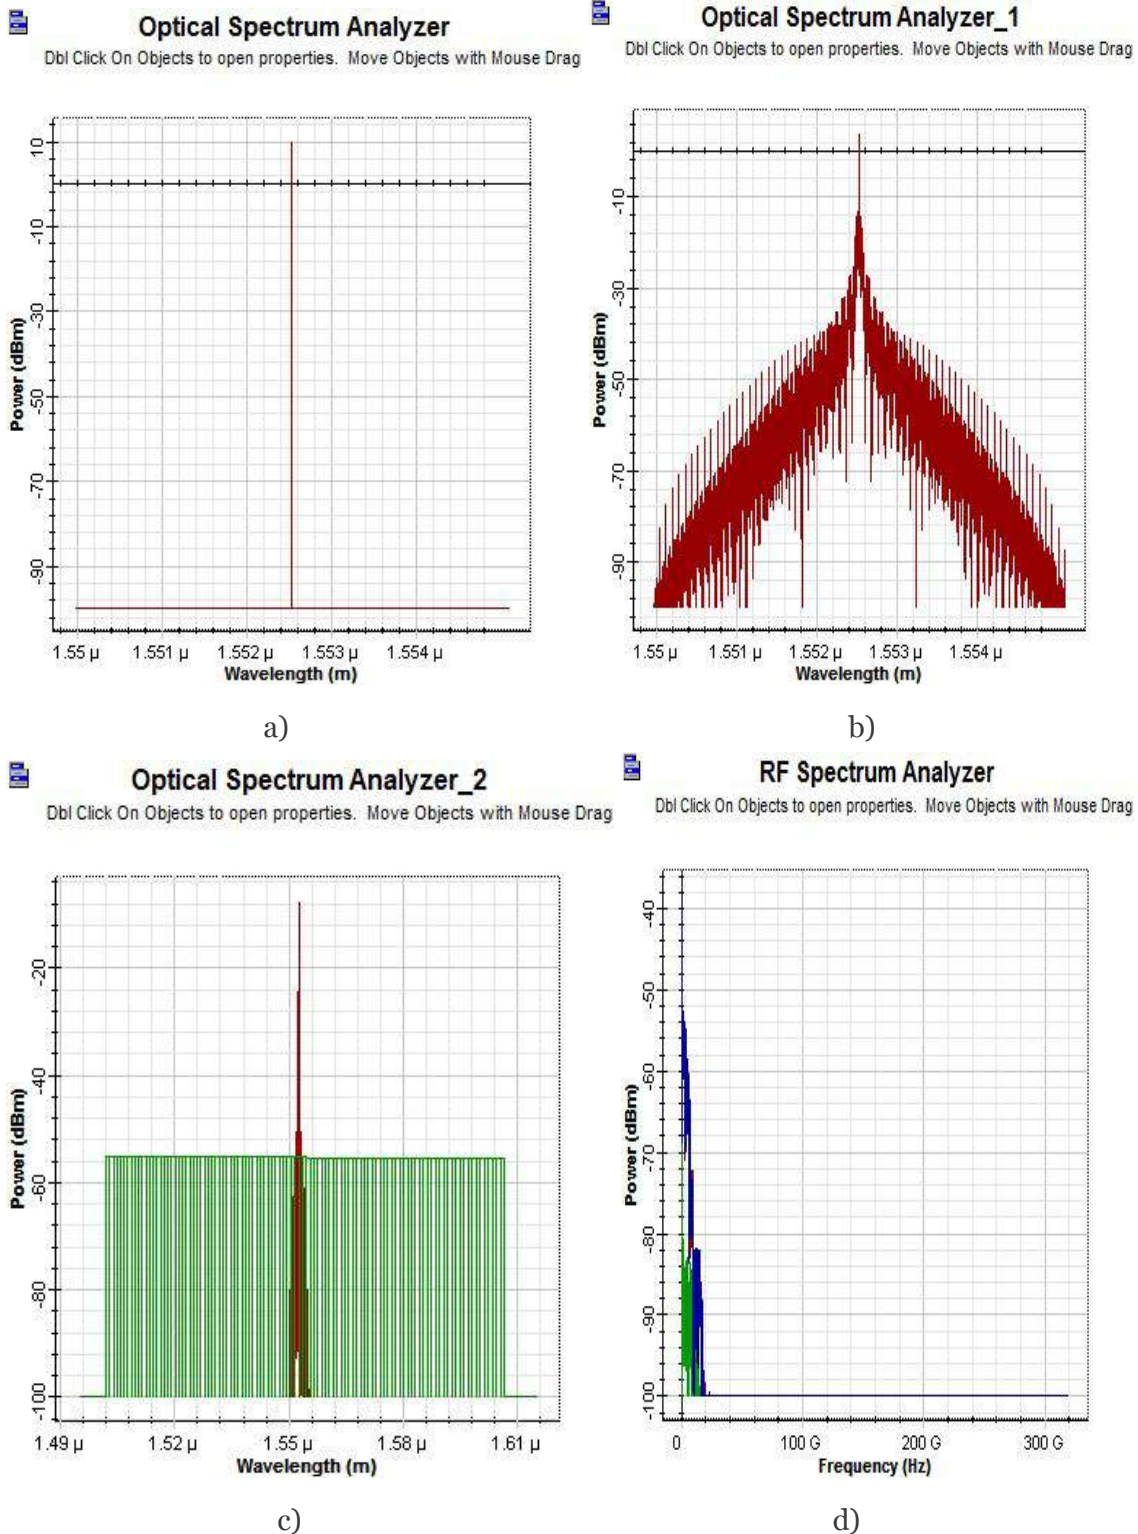 Optical Spectrum Analyzer
Dbl Click On Objects to open properties. Move Objects with Mouse Drag
10
-10
-30
-50
-70
-90
Power (dBm)
1.55 µ 1.551 µ 1.552 µ 1.553 µ 1.554 µ
Wavelength (m)
a)
Optical Spectrum Analyzer_1
Dbl Click On Objects to open properties. Move Objects with Mouse Drag
-10
-30
-50
-70
-90
Power (dBm)
1.55 µ 1.551 µ 1.552 µ 1.553 µ 1.554 µ
Wavelength (m)
b)
Optical Spectrum Analyzer_2
Dbl Click On Objects to open properties. Move Objects with Mouse Drag
-20
-40
-60
-80
-100
Power (dBm)
1.49 µ 1.52 µ 1.55 µ 1.58 µ 1.61 µ
Wavelength (m)
c)
RF Spectrum Analyzer
Dbl Click On Objects to open properties. Move Objects with Mouse Drag
-40
-50
-60
-70
-80
-90
-100
Power (dBm)
0 100 G 200 G 300 G
Frequency (Hz)
d)